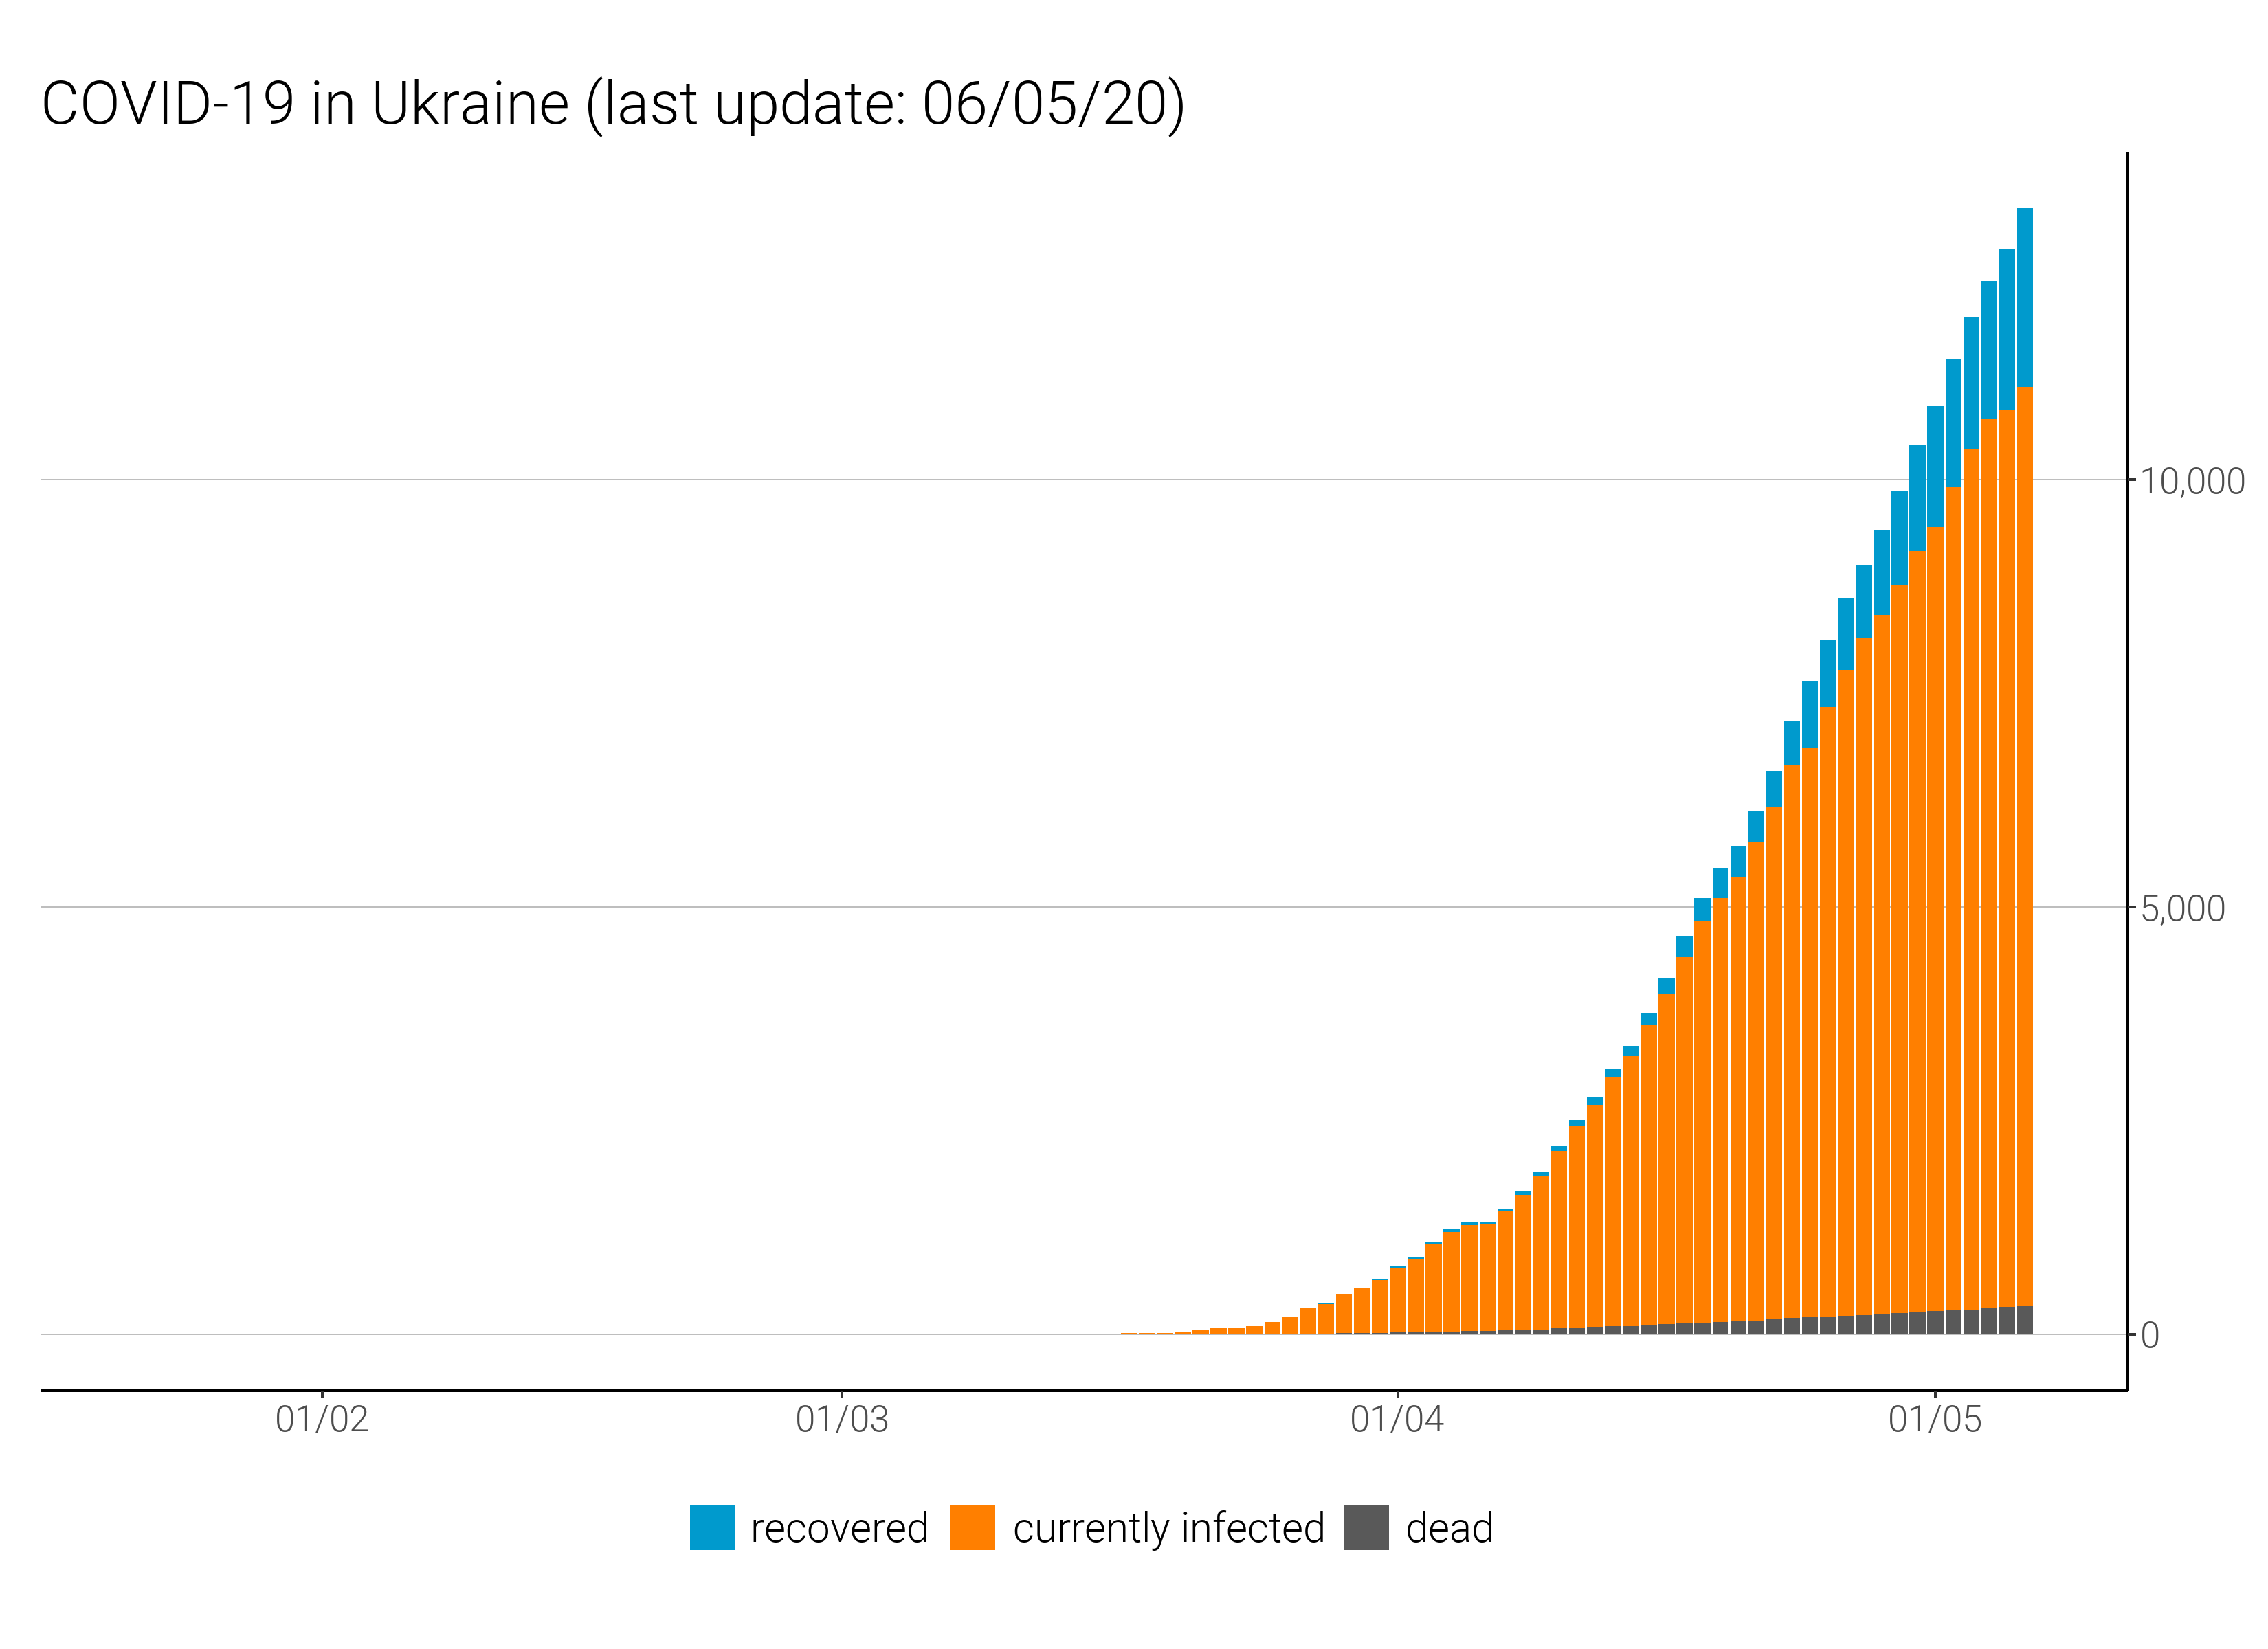 COVID-19 in Ukraine (last update: 06/05/20)
10,000
5,000
0
01/02 01/03 01/04 01/05
recovered currently infected dead